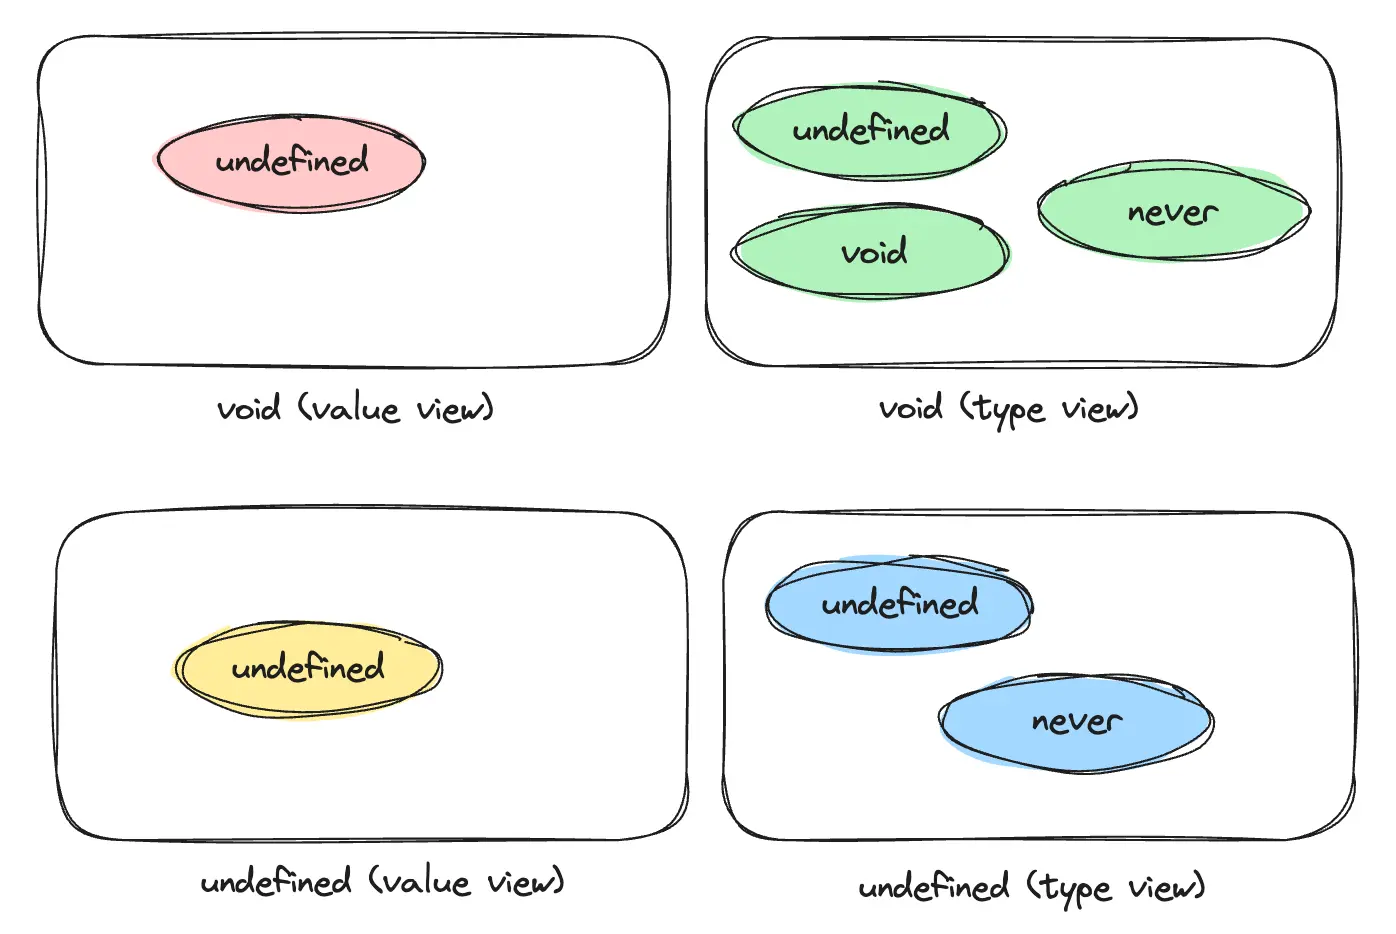 undefined
void (value view)
undefined
never
void
void (type view)
undefined
undefined (value view)
undefined
never
undefined (type view)